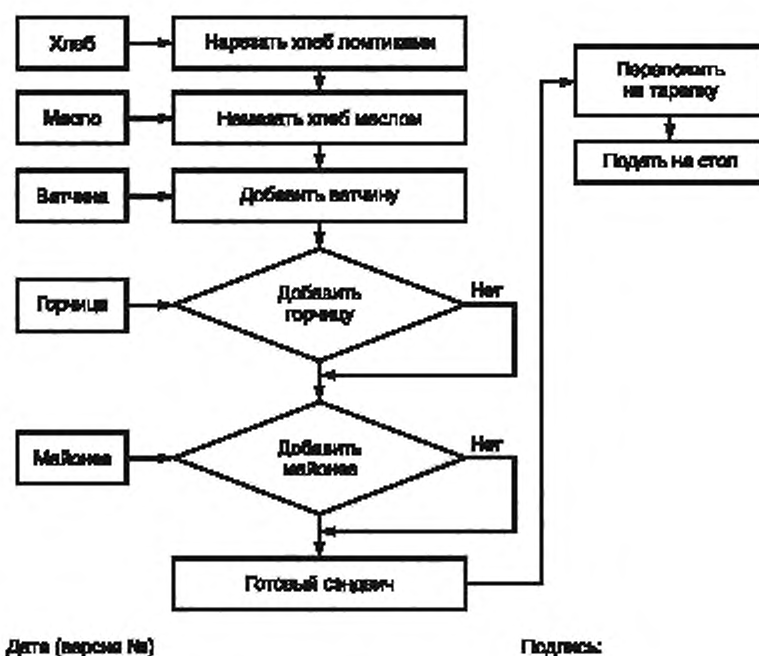 Хлеб
Нарезать хлеб ломтиками
Масло
Намазать хлеб маслом
Ветчина
Добавить ветчину
Горчица
Добавить
горчицу
Нет
Майонез
Добавить
майонез
Нет
Готовый сандвич
Переложить
на тарелку
Подать на стол
Дата (версия №)
Подпись: